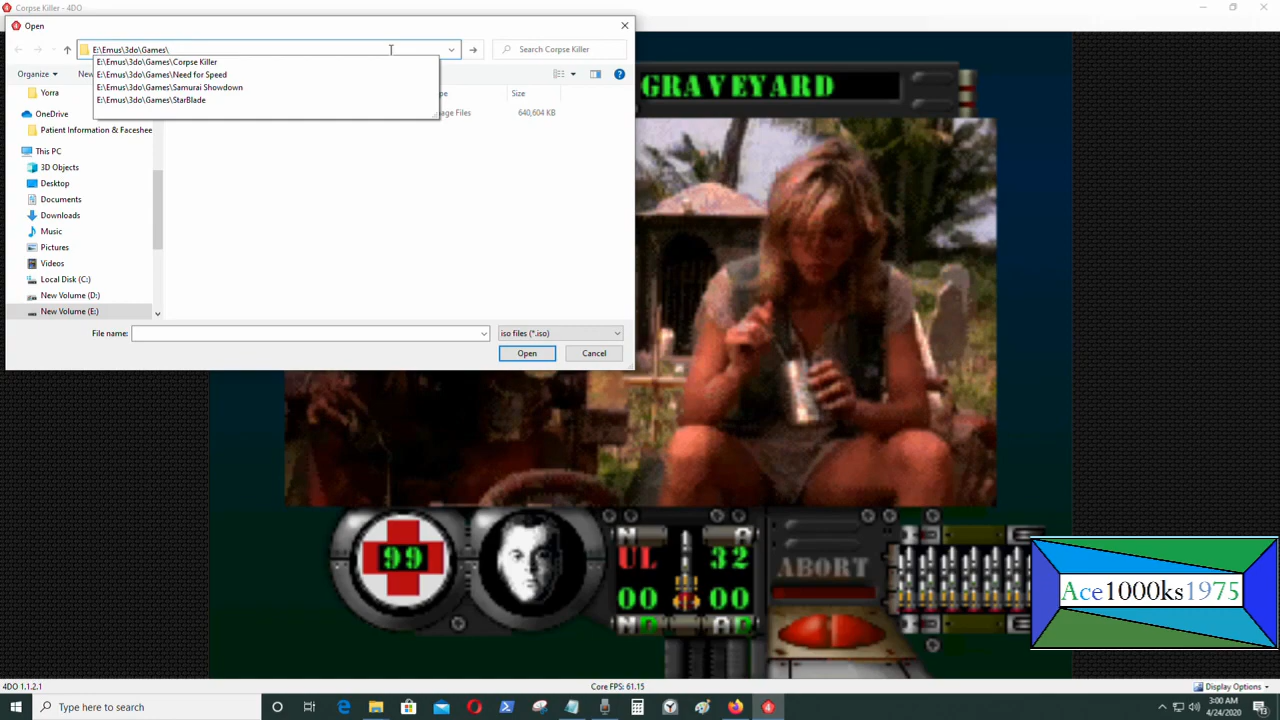 Corpse Killer - 4DO
Open
E:\Emus\3do\Games\
Search Corpse Killer
E:\Emus\3do\Games\Corpse Killer
E:\Emus\3do\Games\Need for Speed
E:\Emus\3do\Games\Samurai Showdown
E:\Emus\3do\Games\StarBlade
Organize
New
Yorra
OneDrive
Patient Information & Faceshee
This PC
3D Objects
Desktop
Documents
Downloads
Music
Pictures
Videos
Local Disk (C:)
New Volume (D:)
New Volume (E:)
Size
640,604 KB
File name:
iso files (*.iso)
Open
Cancel
GRAVEYARD
99
N A
UL 32
00 00
N D A D
ABORT
Ace1000ks1975
4DO 1.1.2.1
Core FPS: 61.15
Display Options
Type here to search
3:00 AM
4/24/2020
13